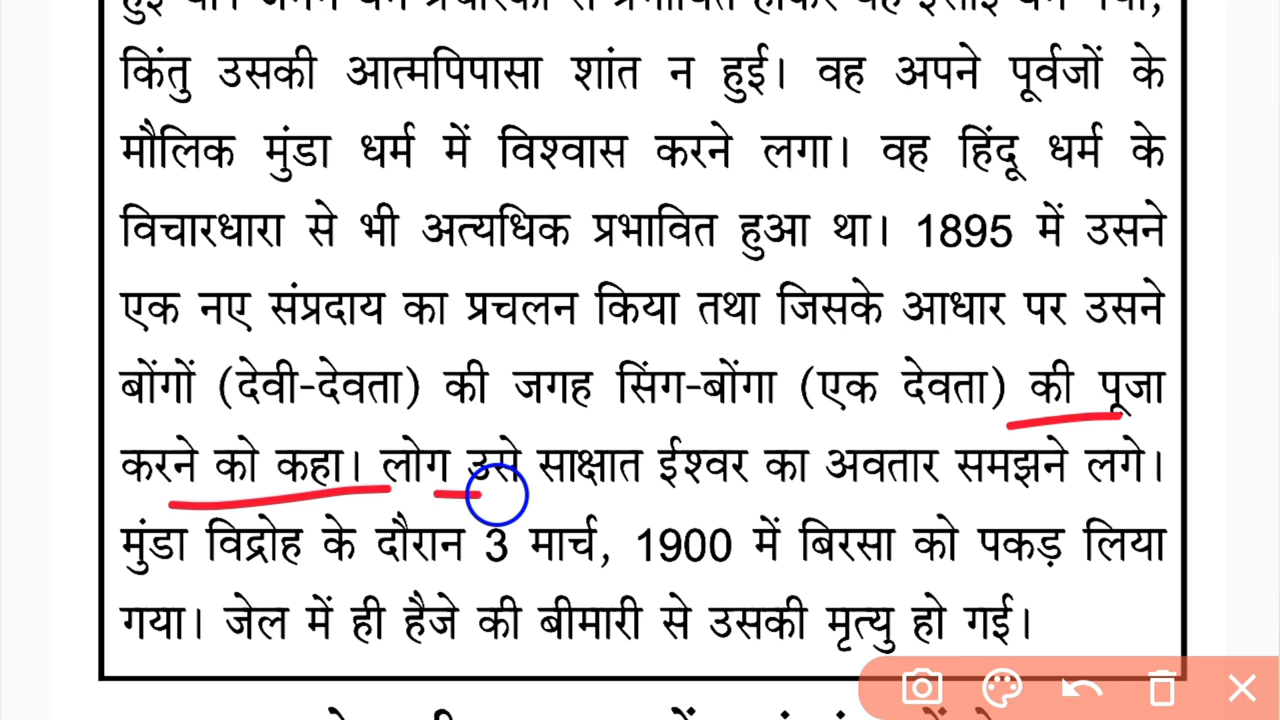 किंतु उसकी आत्मपिपासा शांत न हुई। वह अपने पूर्वजों के
मौलिक मुंडा धर्म में विश्वास करने लगा। वह हिंदू धर्म के
विचारधारा से भी अत्यधिक प्रभावित हुआ था। 1895 में उसने
एक नए संप्रदाय का प्रचलन किया तथा जिसके आधार पर उसने
बोंगों (देवी-देवता) की जगह सिंग-बोंगा (एक देवता) की पूजा
करने को कहा। लोग उसे साक्षात ईश्वर का अवतार समझने लगे।
मुंडा विद्रोह के दौरान 3 मार्च, 1900 में बिरसा को पकड़ लिया
गया। जेल में ही हैजे की बीमारी से उसकी मृत्यु हो गई।